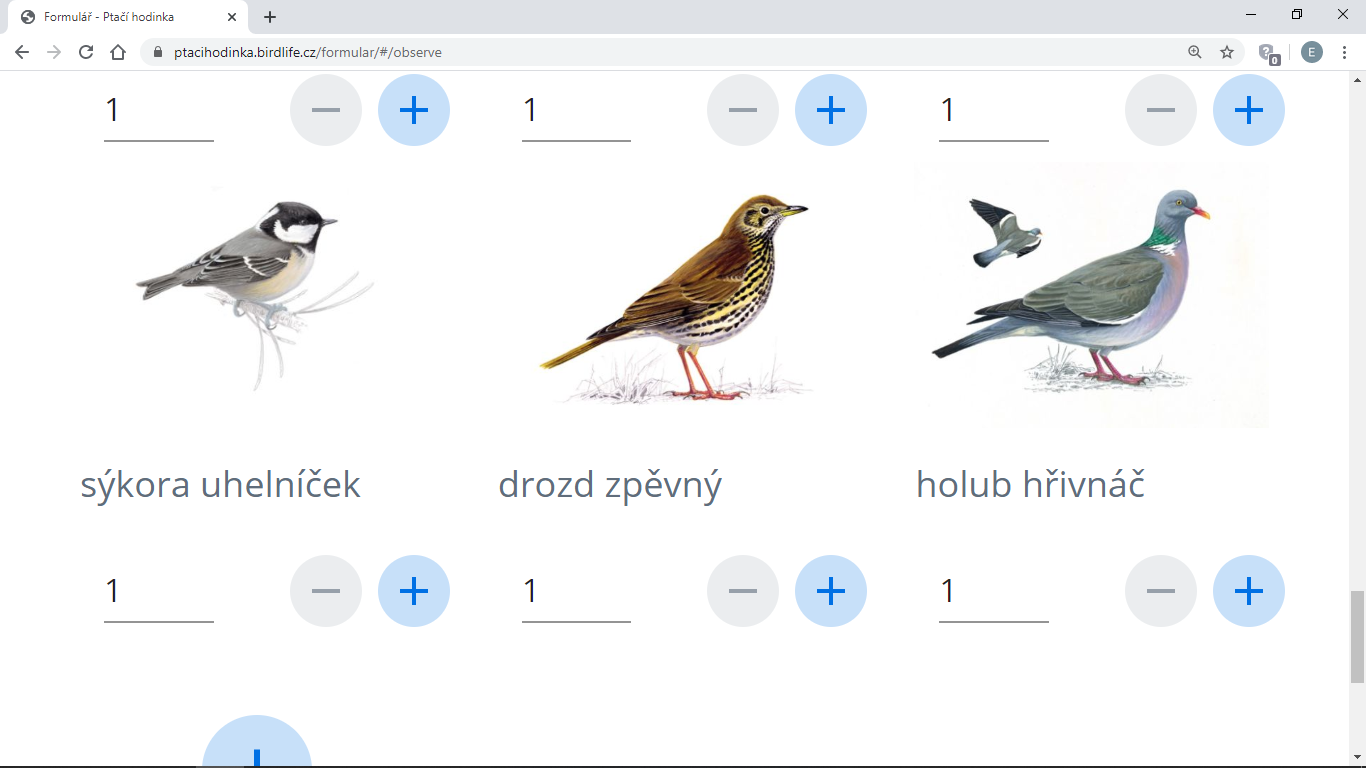 Formulář - Ptačí hodinka
ptacihodinka.birdlife.cz/formular/#/observe
0
E
1 1 1
sýkora uhelníček drozd zpěvný holub hřivnáč
1 1 1